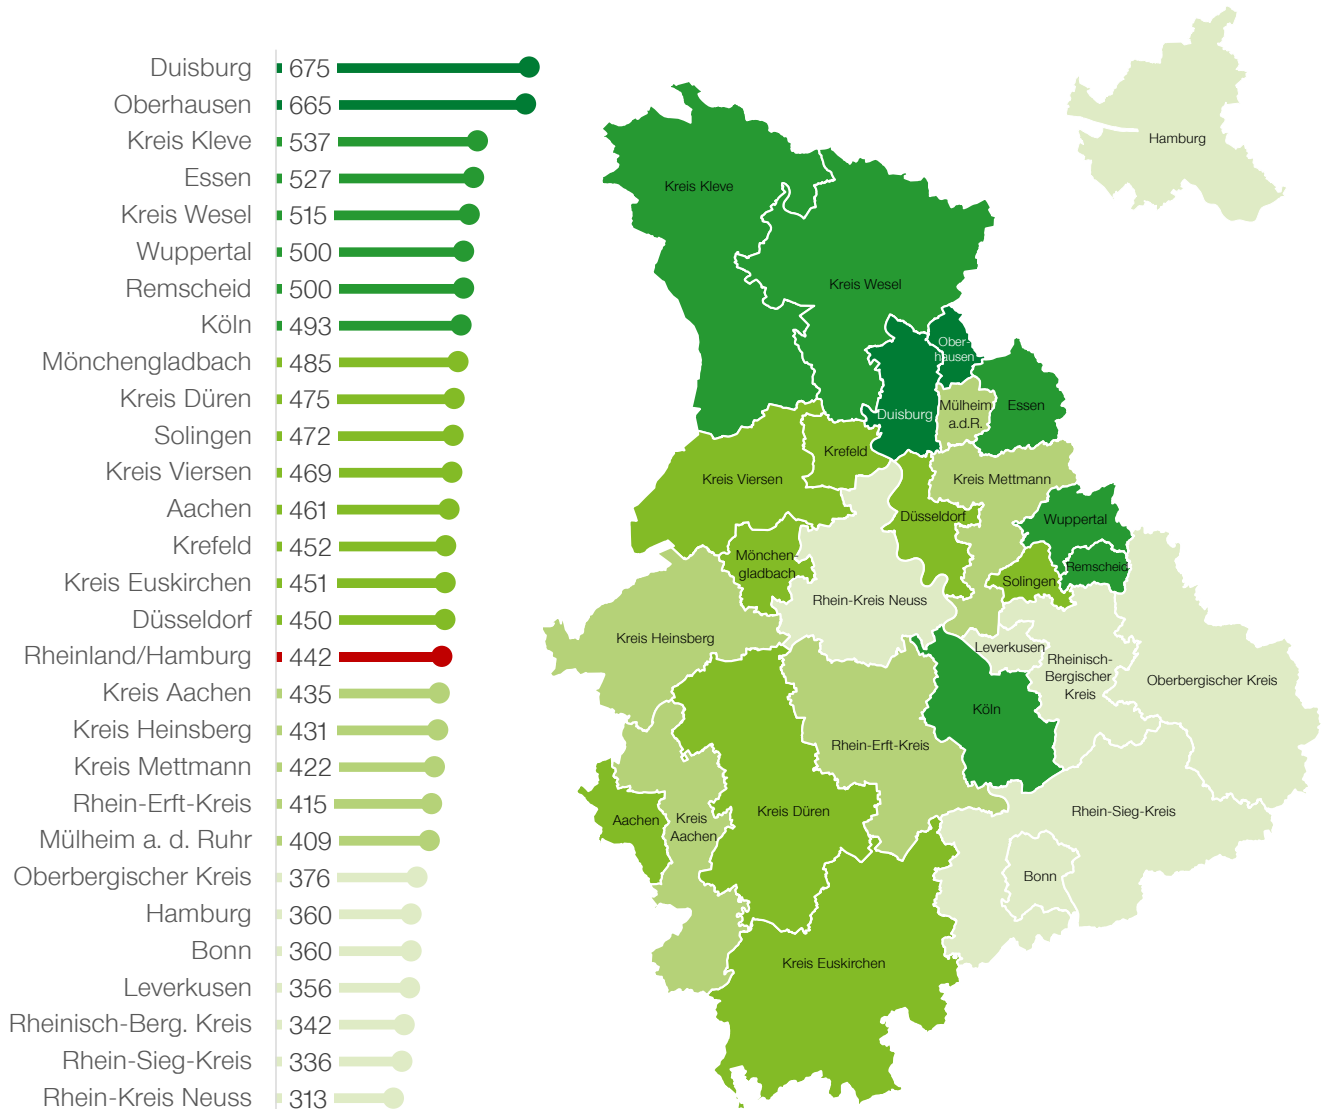 Duisburg 675
Oberhausen 665
Kreis Kleve 537
Essen 527
Kreis Wesel 515
Wuppertal 500
Remscheid 500
Köln 493
Mönchengladbach 485
Kreis Düren 475
Solingen 472
Kreis Viersen 469
Aachen 461
Krefeld 452
Kreis Euskirchen 451
Düsseldorf 450
Rheinland/Hamburg 442
Kreis Aachen 435
Kreis Heinsberg 431
Kreis Mettmann 422
Rhein-Erft-Kreis 415
Mülheim a. d. Ruhr 409
Oberbergischer Kreis 376
Hamburg 360
Bonn 360
Leverkusen 356
Rheinisch-Berg. Kreis 342
Rhein-Sieg-Kreis 336
Rhein-Kreis Neuss 313
Hamburg
Kreis Kleve
Kreis Wesel
Ober-
hausen
Duisburg
Mülheim
a.d.R.
Essen
Krefeld
Kreis Viersen
Kreis Mettmann
Düsseldorf
Wuppertal
Mönchen-
gladbach
Remscheid
Solingen
Rhein-Kreis Neuss
Kreis Heinsberg
Leverkusen
Rheinisch-
Bergischer
Kreis
Oberbergischer Kreis
Köln
Rhein-Erft-Kreis
Kreis Düren
Aachen
Kreis
Aachen
Rhein-Sieg-Kreis
Bonn
Kreis Euskirchen